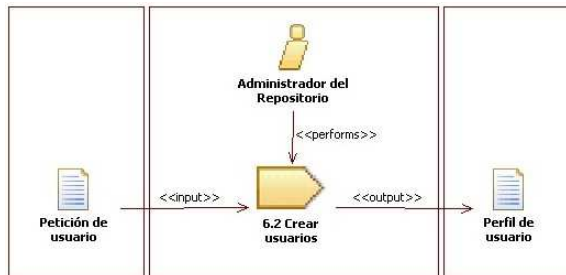 Administrador del
Repositorio
<<performs>>
<<input>>
<<output>>
Petición de
usuario
6.2 Crear
usuarios
Perfil de
usuario